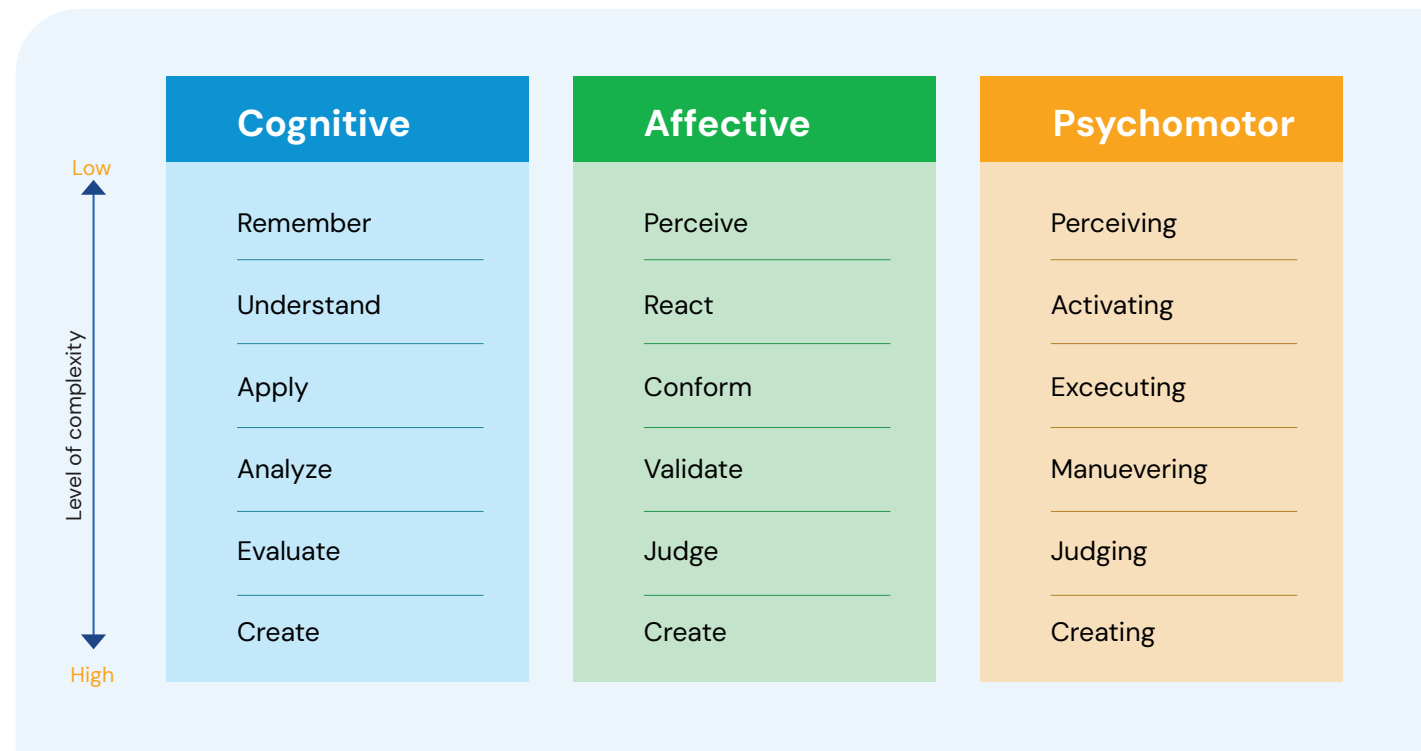 Cognitive
Affective
Psychomotor
Low
Level of complexity
High
Remember
Understand
Apply
Analyze
Evaluate
Create
Perceive
React
Conform
Validate
Judge
Create
Perceiving
Activating
Excecuting
Manuevering
Judging
Creating